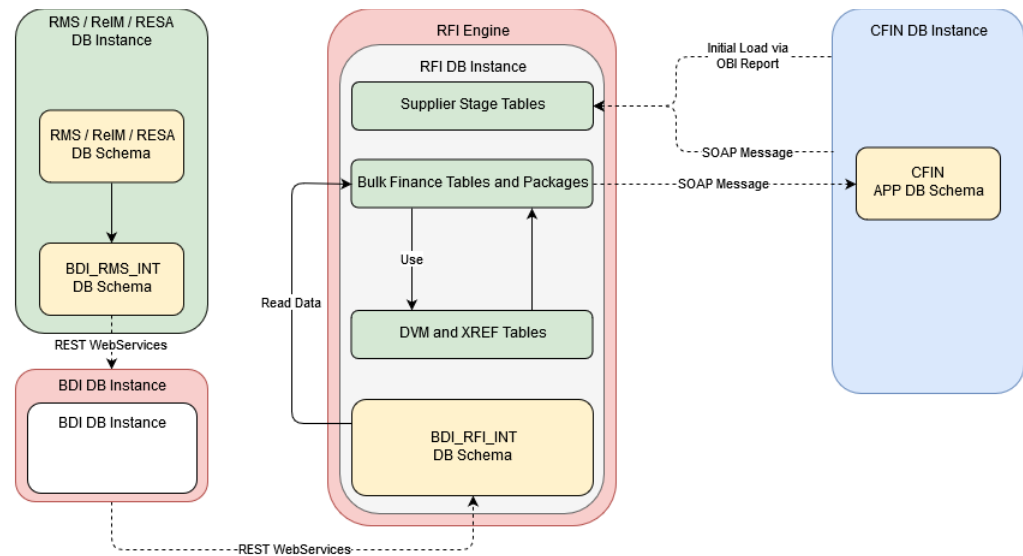 RMS / ReIM / RESA
DB Instance
RMS / ReIM / RESA
DB Schema
BDI_RMS_INT
DB Schema
REST WebServices
BDI DB Instance
BDI DB Instance
REST WebServices
RFI Engine
RFI DB Instance
Supplier Stage Tables
Bulk Finance Tables and Packages
Use
Read Data
DVM and XREF Tables
BDI_RFI_INT
DB Schema
Initial Load via
OBI Report
SOAP Message
SOAP Message
CFIN DB Instance
CFIN
APP DB Schema